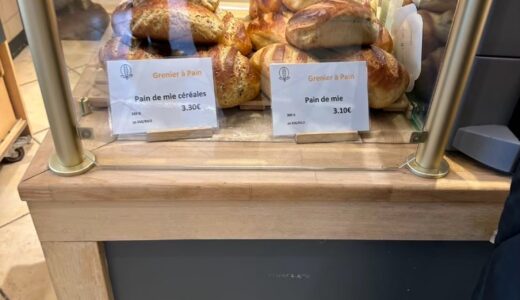 Grenier à Pain
Pain de mie céréales
3.30€
Grenier à Pain
Pain de mie
3.10€